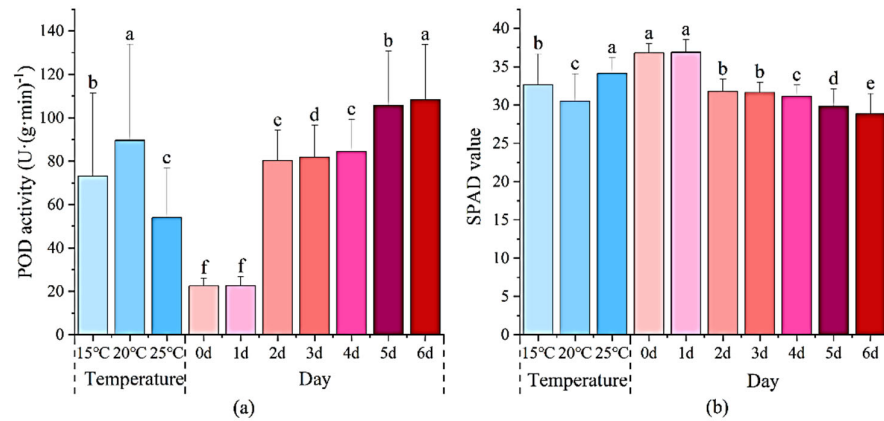 POD activity (U·(g·min)⁻¹)
140
120
100
80
60
40
20
0
b
a
c
f
f
e
d
c
b
a
15℃ 20℃ 25℃ 0d 1d 2d 3d 4d 5d 6d
Temperature Day
(a)
SPAD value
40
35
30
25
20
15
10
5
0
b
c
a
a
a
b
b
c
d
e
15℃ 20℃ 25℃ 0d 1d 2d 3d 4d 5d 6d
Temperature Day
(b)